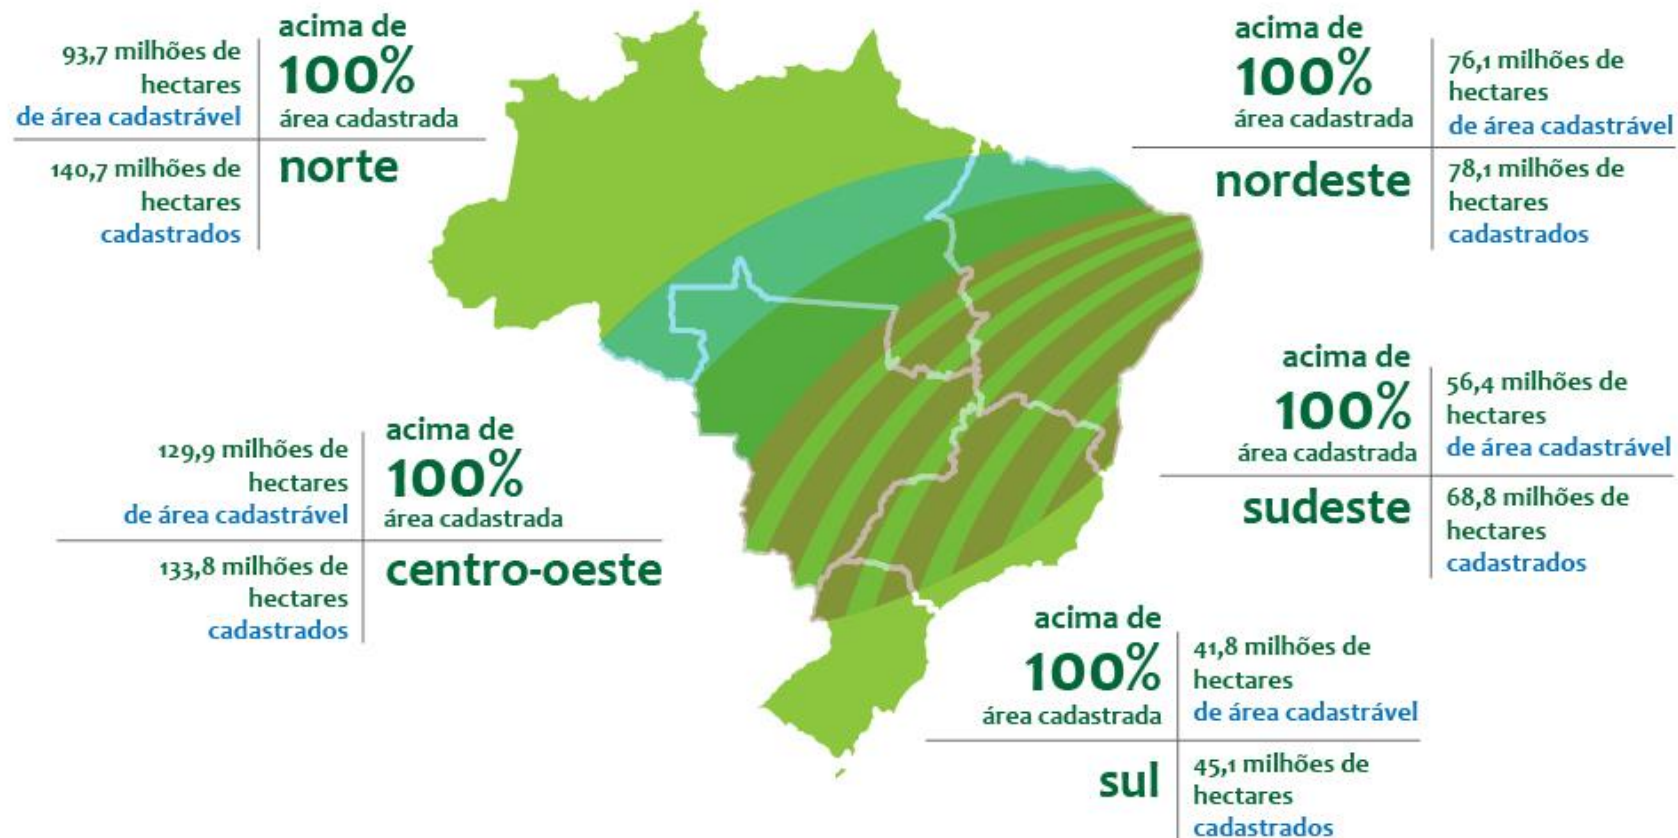 93,7 milhões de
hectares
de área cadastrável
acima de
100%
área cadastrada
140,7 milhões de
hectares
cadastrados
norte
acima de
100%
área cadastrada
76,1 milhões de
hectares
de área cadastrável
nordeste
78,1 milhões de
hectares
cadastrados
129,9 milhões de
hectares
de área cadastrável
acima de
100%
área cadastrada
133,8 milhões de
hectares
cadastrados
centro-oeste
acima de
100%
área cadastrada
56,4 milhões de
hectares
de área cadastrável
sudeste
68,8 milhões de
hectares
cadastrados
acima de
100%
área cadastrada
41,8 milhões de
hectares
de área cadastrável
sul
45,1 milhões de
hectares
cadastrados